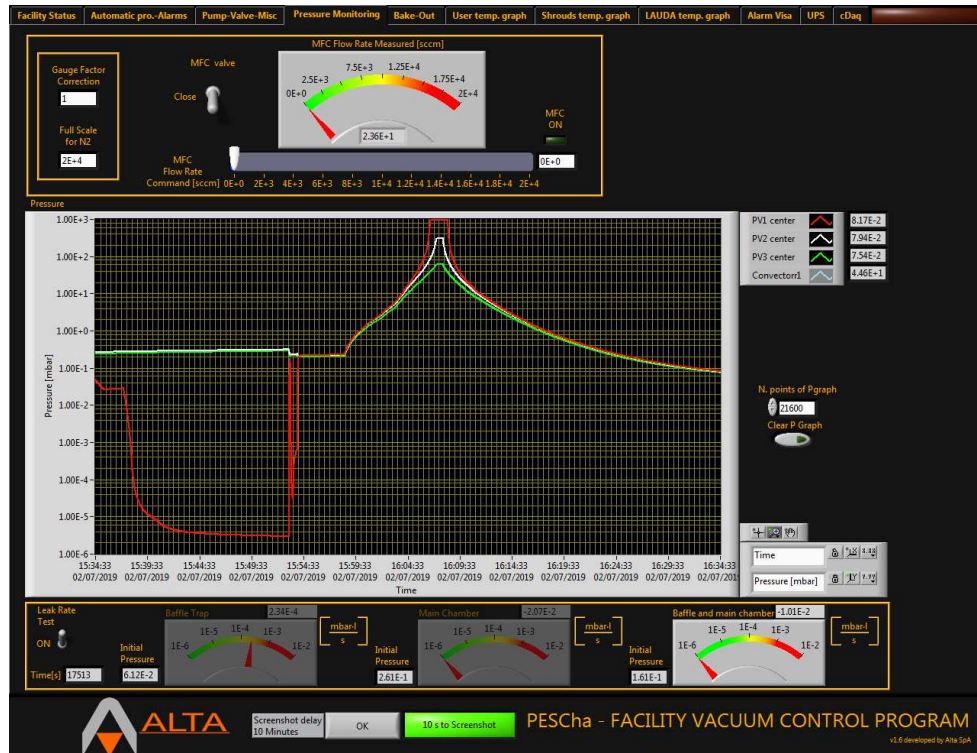 Facility Status Automatic pro.-Alarms Pump-Valve-Misc Pressure Monitoring Bake-Out User temp. graph Shrouds temp. graph LAUDA temp. graph Alarm Visa UPS cDaq
MFC Flow Rate Measured [sccm]
Gauge Factor
Correction
1
Full Scale
for N2
2E+4
MFC valve
Close
0E+0 2.5E+3 7.5E+3 1.25E+4 1.75E+4 2E+4
2.36E+1
MFC
ON
MFC
Flow Rate
Command [sccm]
0E+0
0E+0 2E+3 4E+3 6E+3 8E+3 1E+4 1.2E+4 1.4E+4 1.6E+4 1.8E+4 2E+4
Pressure
1.00E+3
1.00E+2
1.00E+1
1.00E+0
1.00E-1
1.00E-2
1.00E-3
1.00E-4
1.00E-5
1.00E-6
Pressure [mbar]
15:34:33 15:39:33 15:44:33 15:49:33 15:54:33 15:59:33 16:04:33 16:09:33 16:14:33 16:19:33 16:24:33 16:29:33 16:34:33
02/07/2019 02/07/2019 02/07/2019 02/07/2019 02/07/2019 02/07/2019 02/07/2019 02/07/2019 02/07/2019 02/07/2019 02/07/2019 02/07/2019 02/07/2019
Time
PV1 center 8.17E-2
PV2 center 7.94E-2
PV3 center 7.54E-2
Convectorr1 4.46E+1
N. points of Pgraph
21600
Clear P Graph
Time
Pressure [mbar]
Leak Rate
Test
ON
Time[s] 17513
Initial
Pressure
6.12E-2
Baffle Trap 2.34E-4
1E-6 1E-5 1E-4 1E-3 1E-2
mbar·l
s
Initial
Pressure
2.61E-1
Main Chamber -2.07E-2
1E-6 1E-5 1E-4 1E-3 1E-2
mbar·l
s
Initial
Pressure
1.61E-1
Baffle and main chamber -1.01E-2
1E-6 1E-5 1E-4 1E-3 1E-2
mbar·l
s
ALTA
Screenshot delay
10 Minutes
OK
10 s to Screenshot
PESCha - FACILITY VACUUM CONTROL PROGRAM
v1.6 developed by Alta SpA